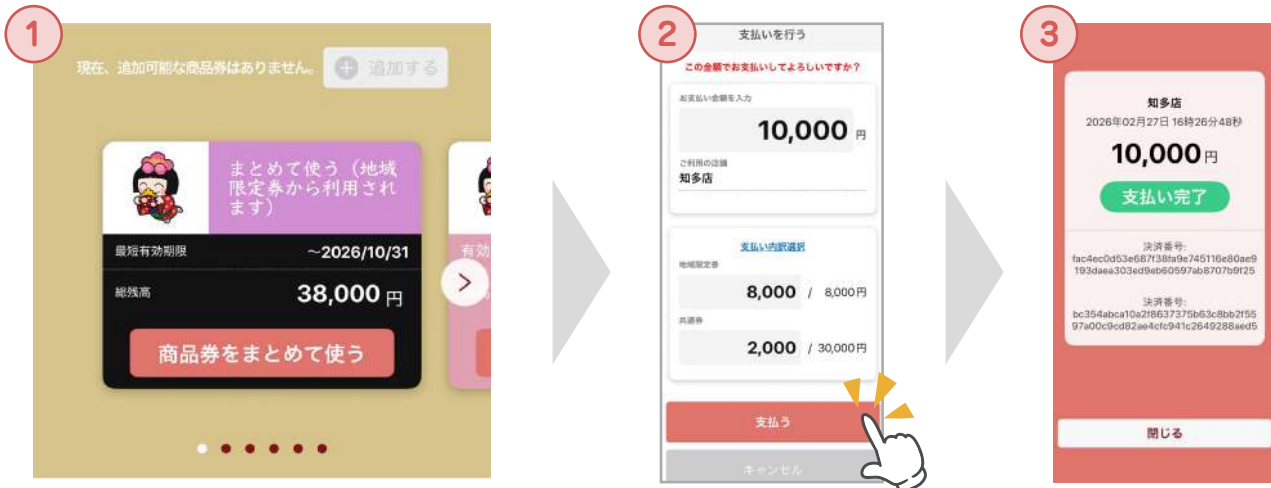 1
現在、追加可能な商品券はありません。
追加する
まとめて使う（地域
限定券から利用され
ます）
最短有効期限
～2026/10/31
総残高
38,000 円
商品券をまとめて使う
有効
2
支払いを行う
この金額でお支払いしてよろしいですか？
お支払い金額を入力
10,000 円
ご利用の店舗
知多店
支払い内訳選択
地域限定券
8,000 / 8,000円
共通券
2,000 / 30,000円
支払う
キャンセル
3
知多店
2026年02月27日 16時26分48秒
10,000円
支払い完了
決済番号:
fac4ec0d53e687f38fa9e745116e80ae9
193daea303ed9eb60597ab8707b9f25
決済番号:
bc354abca10a2f8637375b63c8bb2f55
97a00c9cd82ae4cfc941c2649288aed5
閉じる